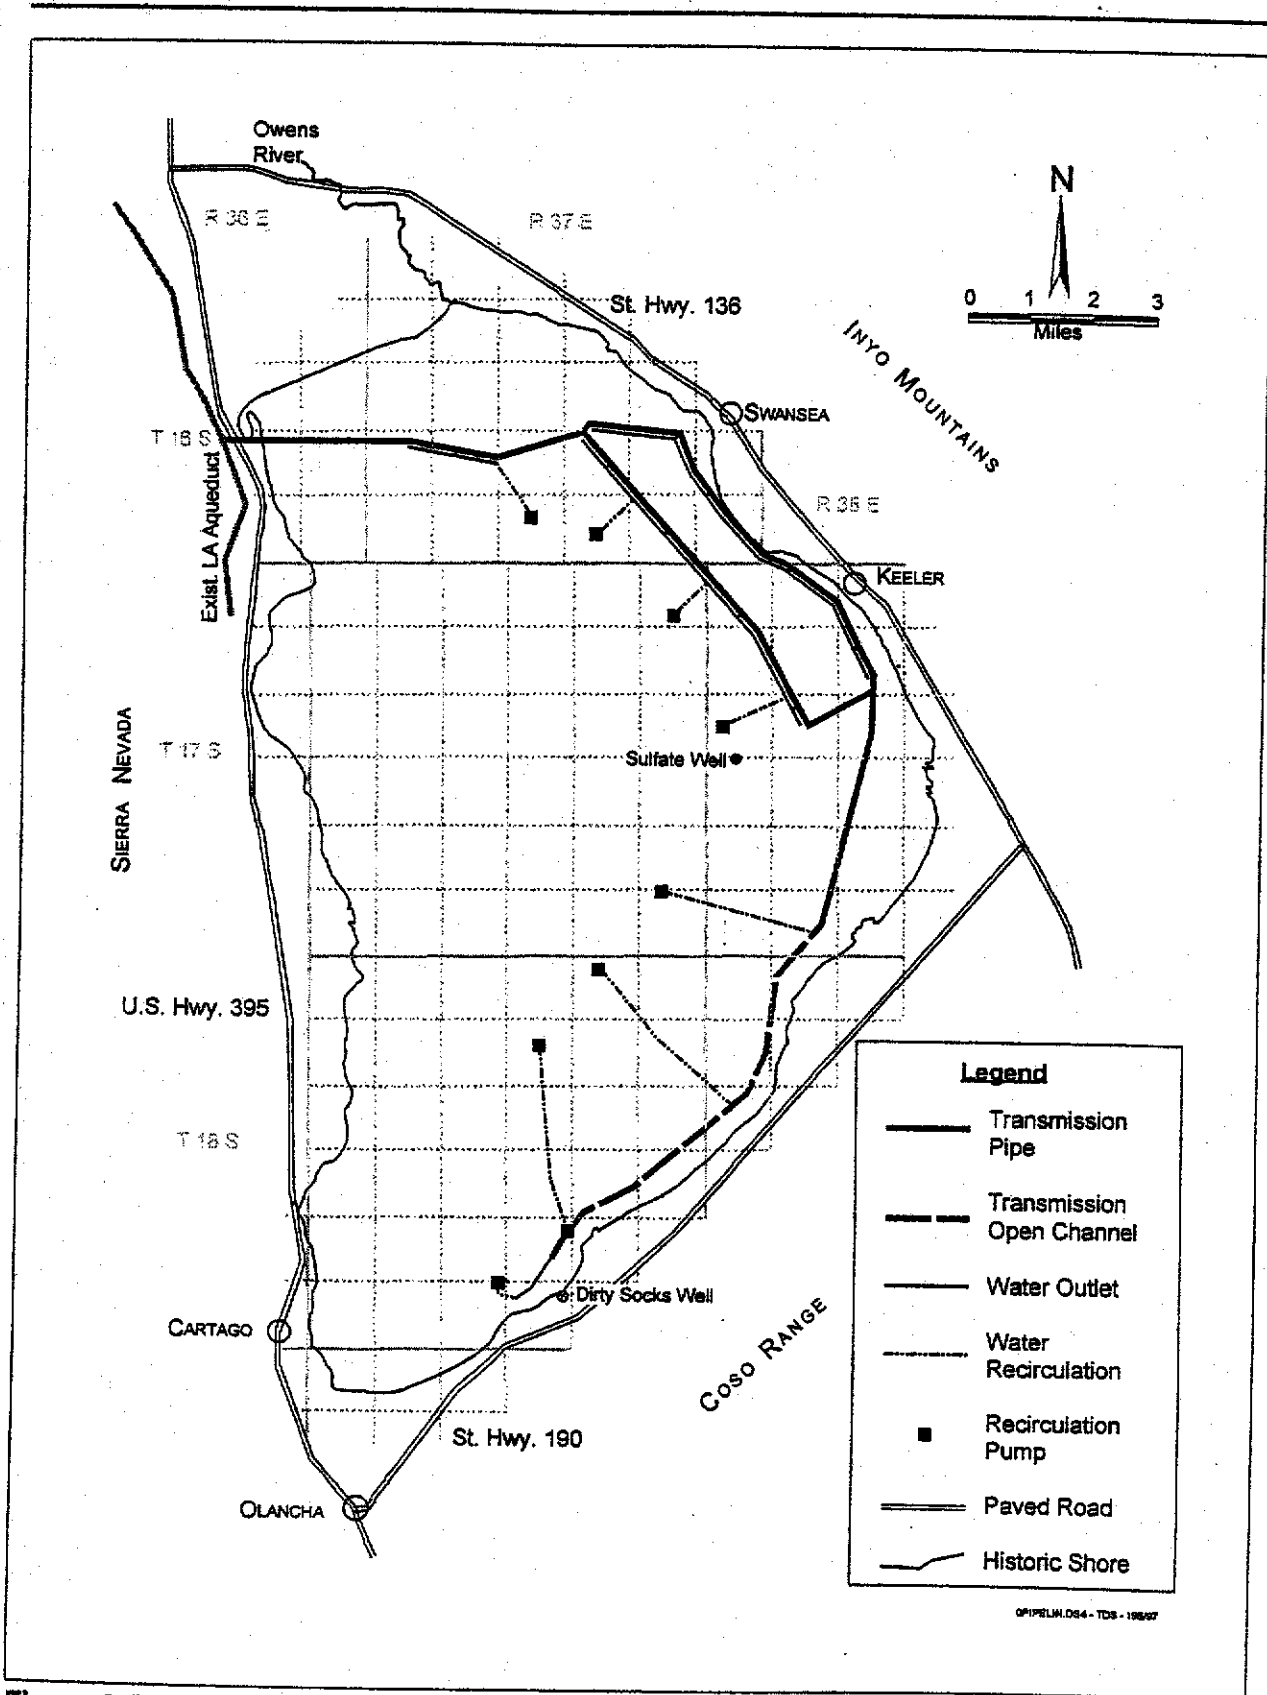 Owens
River
N
R 36 E
R 37 E
0 1 2 3
Miles
St. Hwy. 136
INYO MOUNTAINS
SWANSEA
T 16 S
Exist. LA Aqueduct
R 38 E
KEELER
SIERRA NEVADA
T 17 S
Sulfate Well
U.S. Hwy. 395
T 18 S
Legend
Transmission
Pipe
Transmission
Open Channel
Water Outlet
Water
Recirculation
Recirculation
Pump
Paved Road
Historic Shore
Dirty Socks Well
CARTAGO
COSO RANGE
St. Hwy. 190
OLANCHA